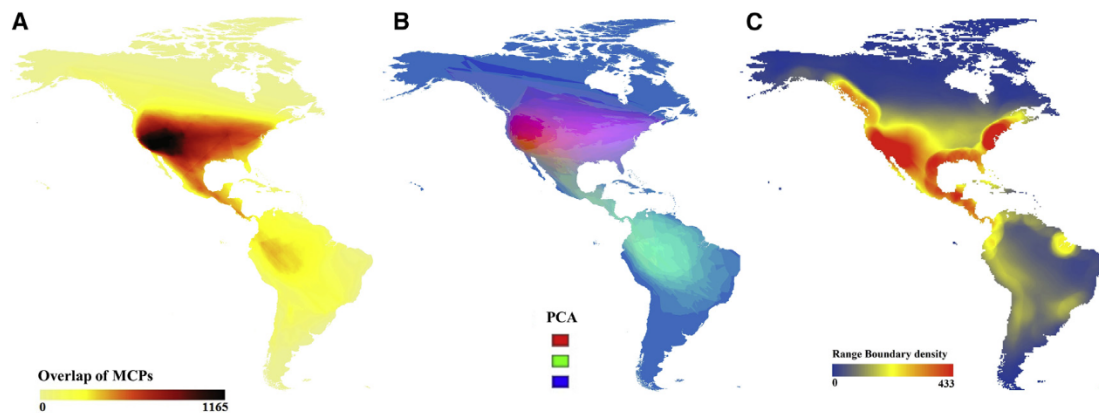 A
B
C
PCA
Overlap of MCPs
0
1165
Range Boundary density
0
433